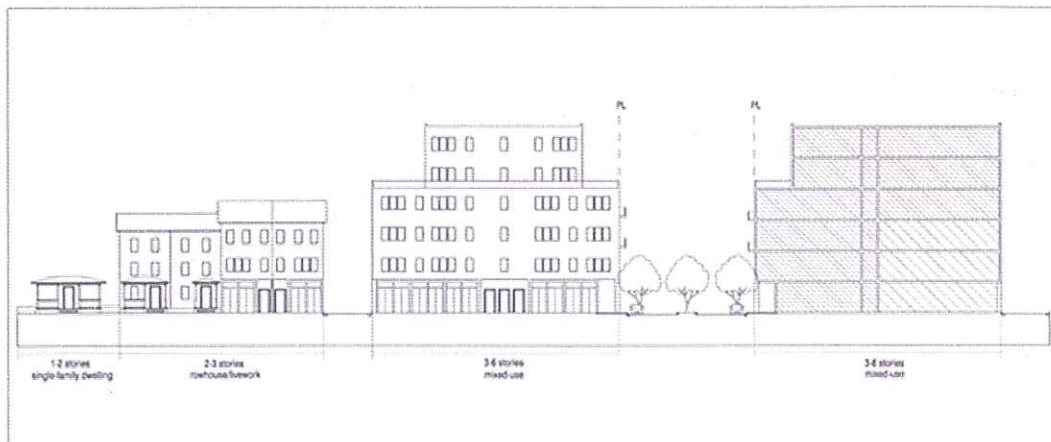 PL
PL
1-2 stories
single-family dwelling
2-3 stories
rowhouse/livework
3-6 stories
mixed-use
3-6 stories
mixed-use